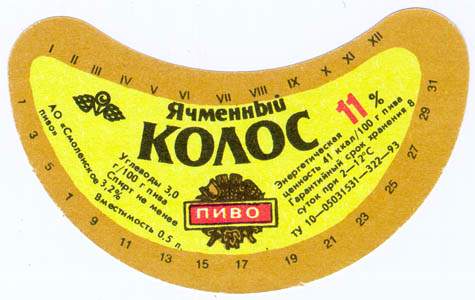 I II III IV V VI VII VIII IX X XI XII
Ячменный
КОЛОС
11 %
АО «Смоленское
пиво»
Углеводы 3,0
г/100 г пива
Спирт не менее
3,2%
Вместимость 0.5 л.
ПИВО
Энергетическая
ценность 41 ккал/100 г пива
Гарантийный срок хранения 8
суток при 2—12°С
ТУ 10—05031531—322—93
1 3 5 7 9 11 13 15 17 19 21 23 25 27 29 31